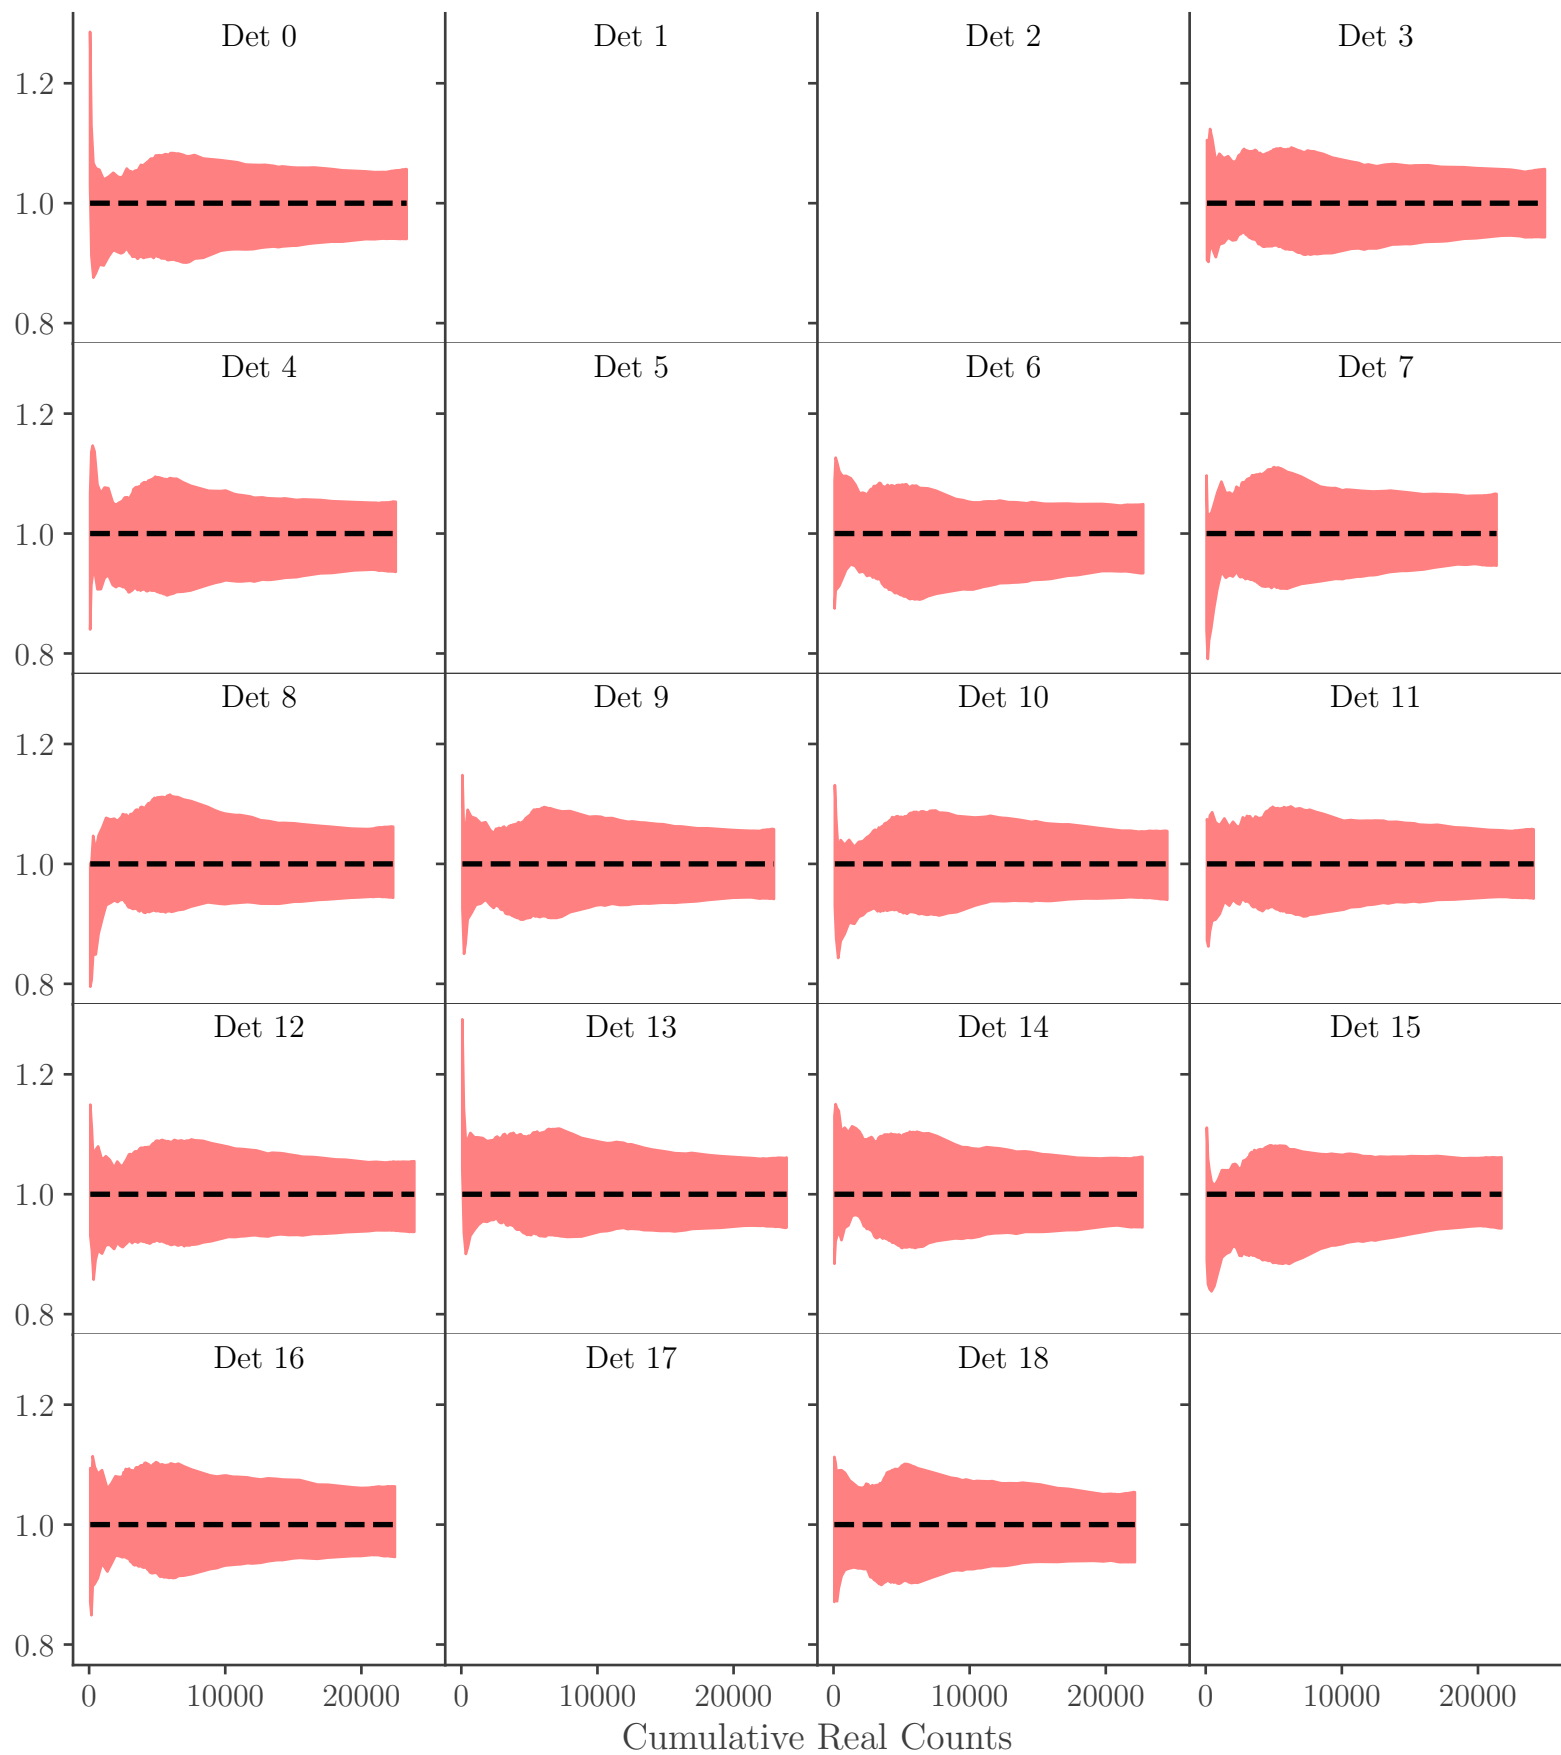 Det 0 Det 1 Det 2 Det 3
1.2
1.0
0.8
Det 4 Det 5 Det 6 Det 7
1.2
1.0
0.8
Det 8 Det 9 Det 10 Det 11
1.2
1.0
0.8
Det 12 Det 13 Det 14 Det 15
1.2
1.0
0.8
Det 16 Det 17 Det 18
1.2
1.0
0.8
0 10000 20000 0 10000 20000 0 10000 20000 0 10000 20000
Cumulative Real Counts